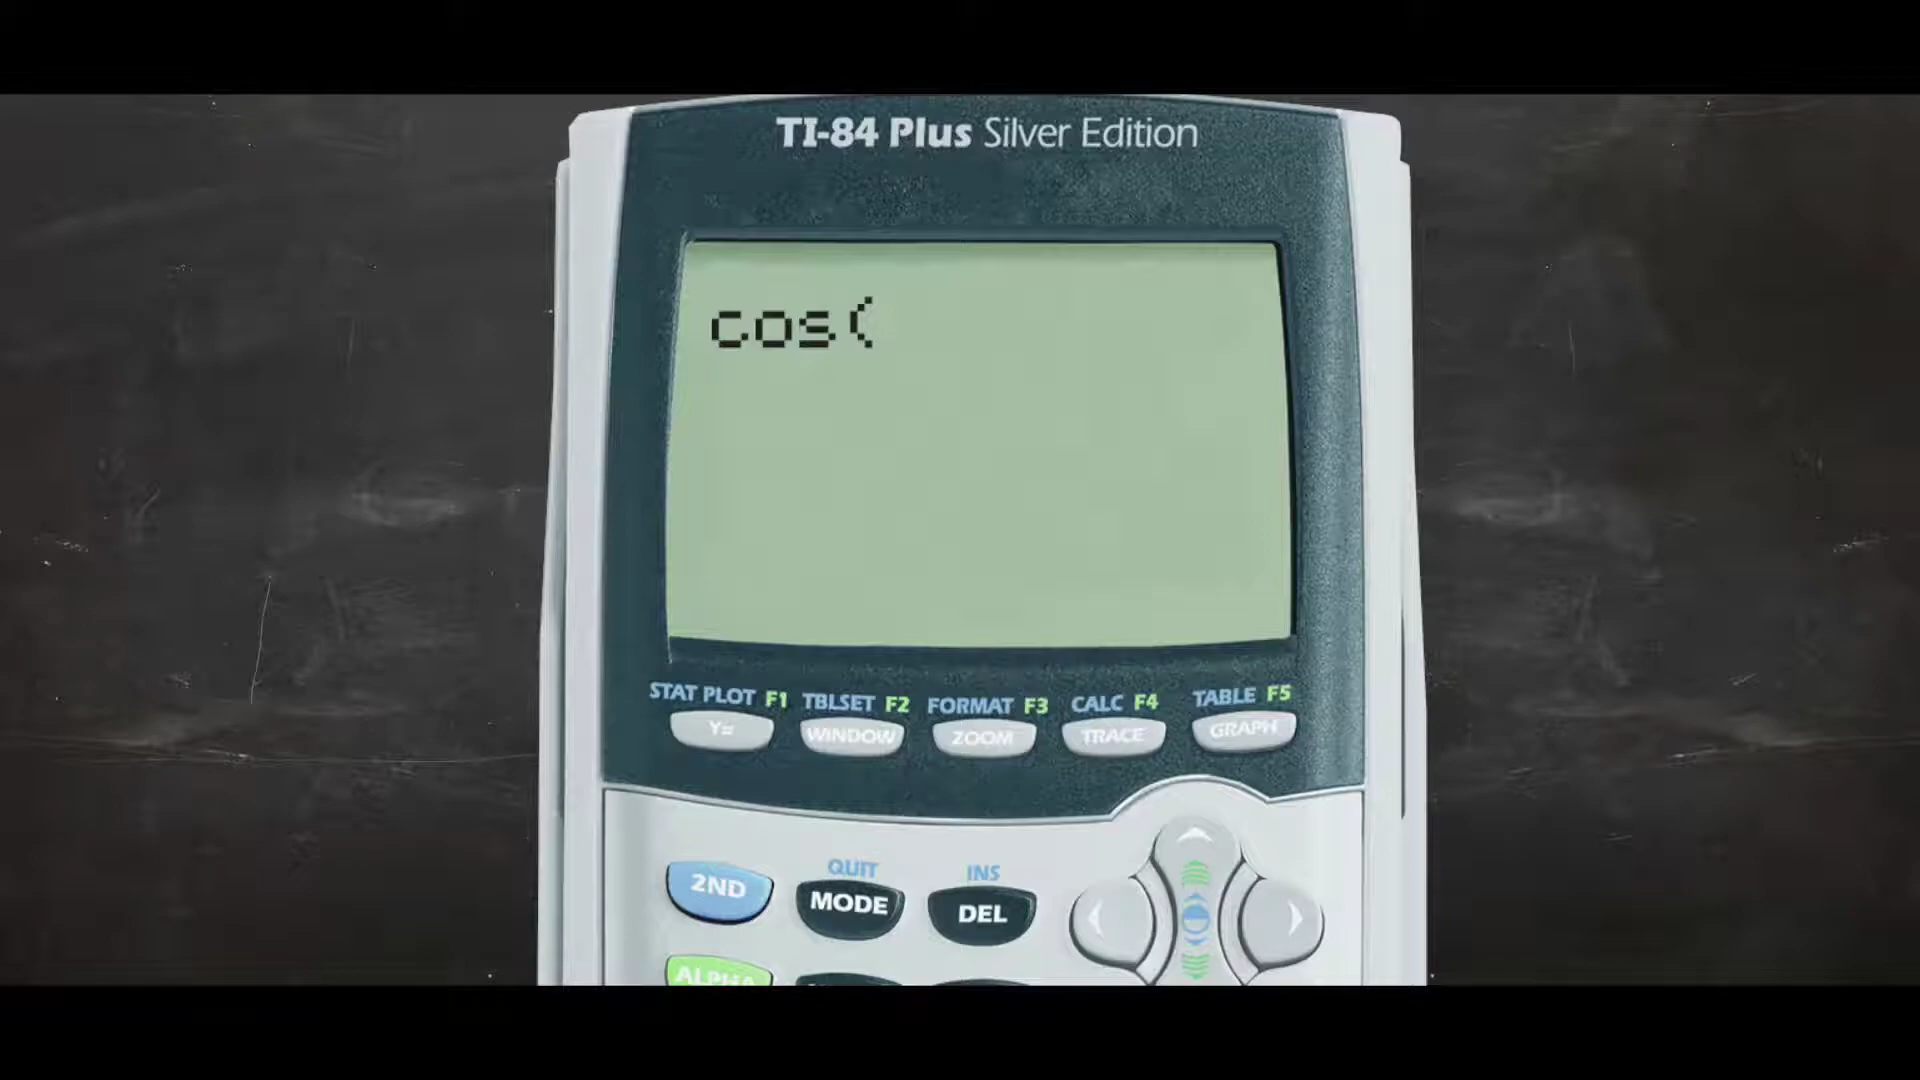 TI-84 Plus Silver Edition
cos(
STAT PLOT F1 TBLSET F2 FORMAT F3 CALC F4 TABLE F5
Y= WINDOW ZOOM TRACE GRAPH
QUIT INS
2ND MODE DEL
ALPHA